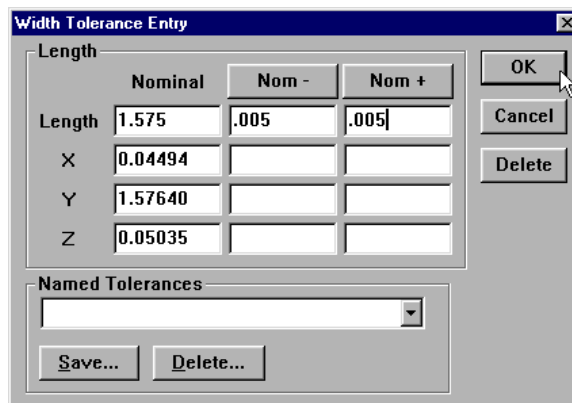 Width Tolerance Entry
Length
Nominal Nom - Nom +
Length 1.575 .005 .005
X 0.04494
Y 1.57640
Z 0.05035
OK
Cancel
Delete
Named Tolerances
Save... Delete...